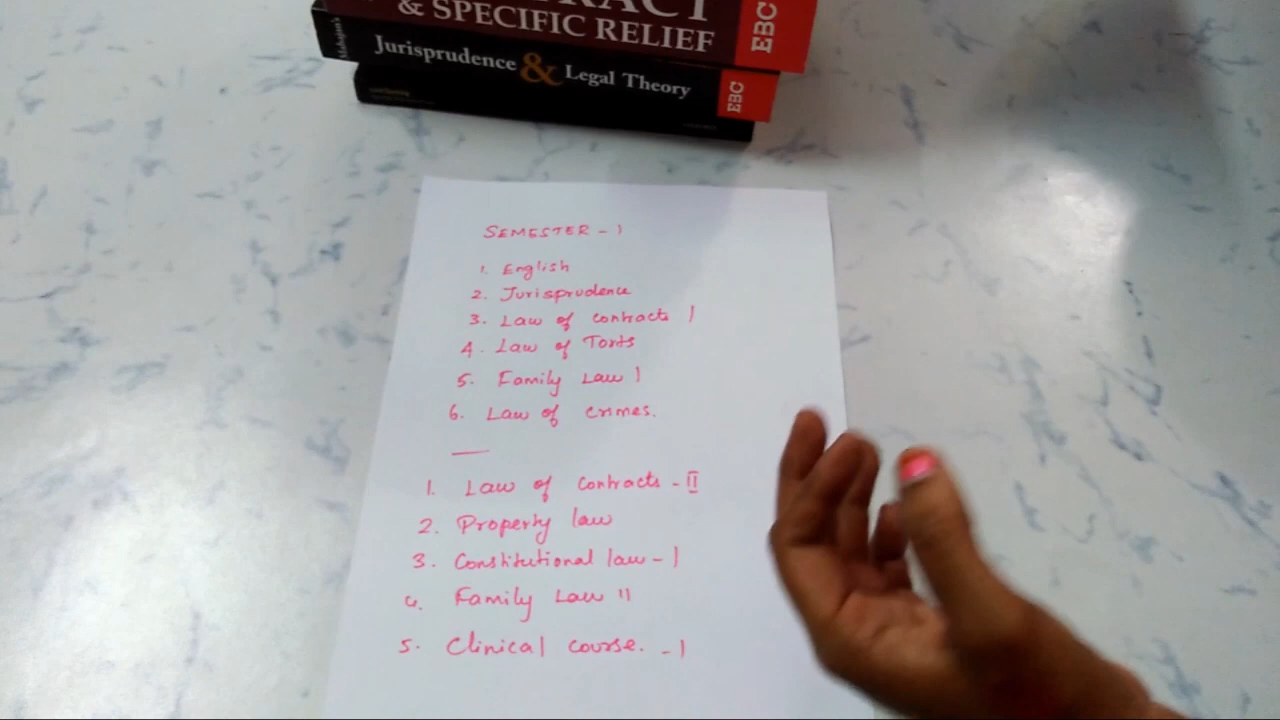 & SPECIFIC RELIEF
EBC
Jurisprudence & Legal Theory
EBC
SEMESTER - 1
1. English
2. Jurisprudence
3. Law of contracts 1
4. Law of Torts
5. Family Law 1
6. Law of crimes.
1. Law of contracts - II
2. Property law
3. Constitutional law - 1
4. Family Law 11
5. Clinical course. - 1